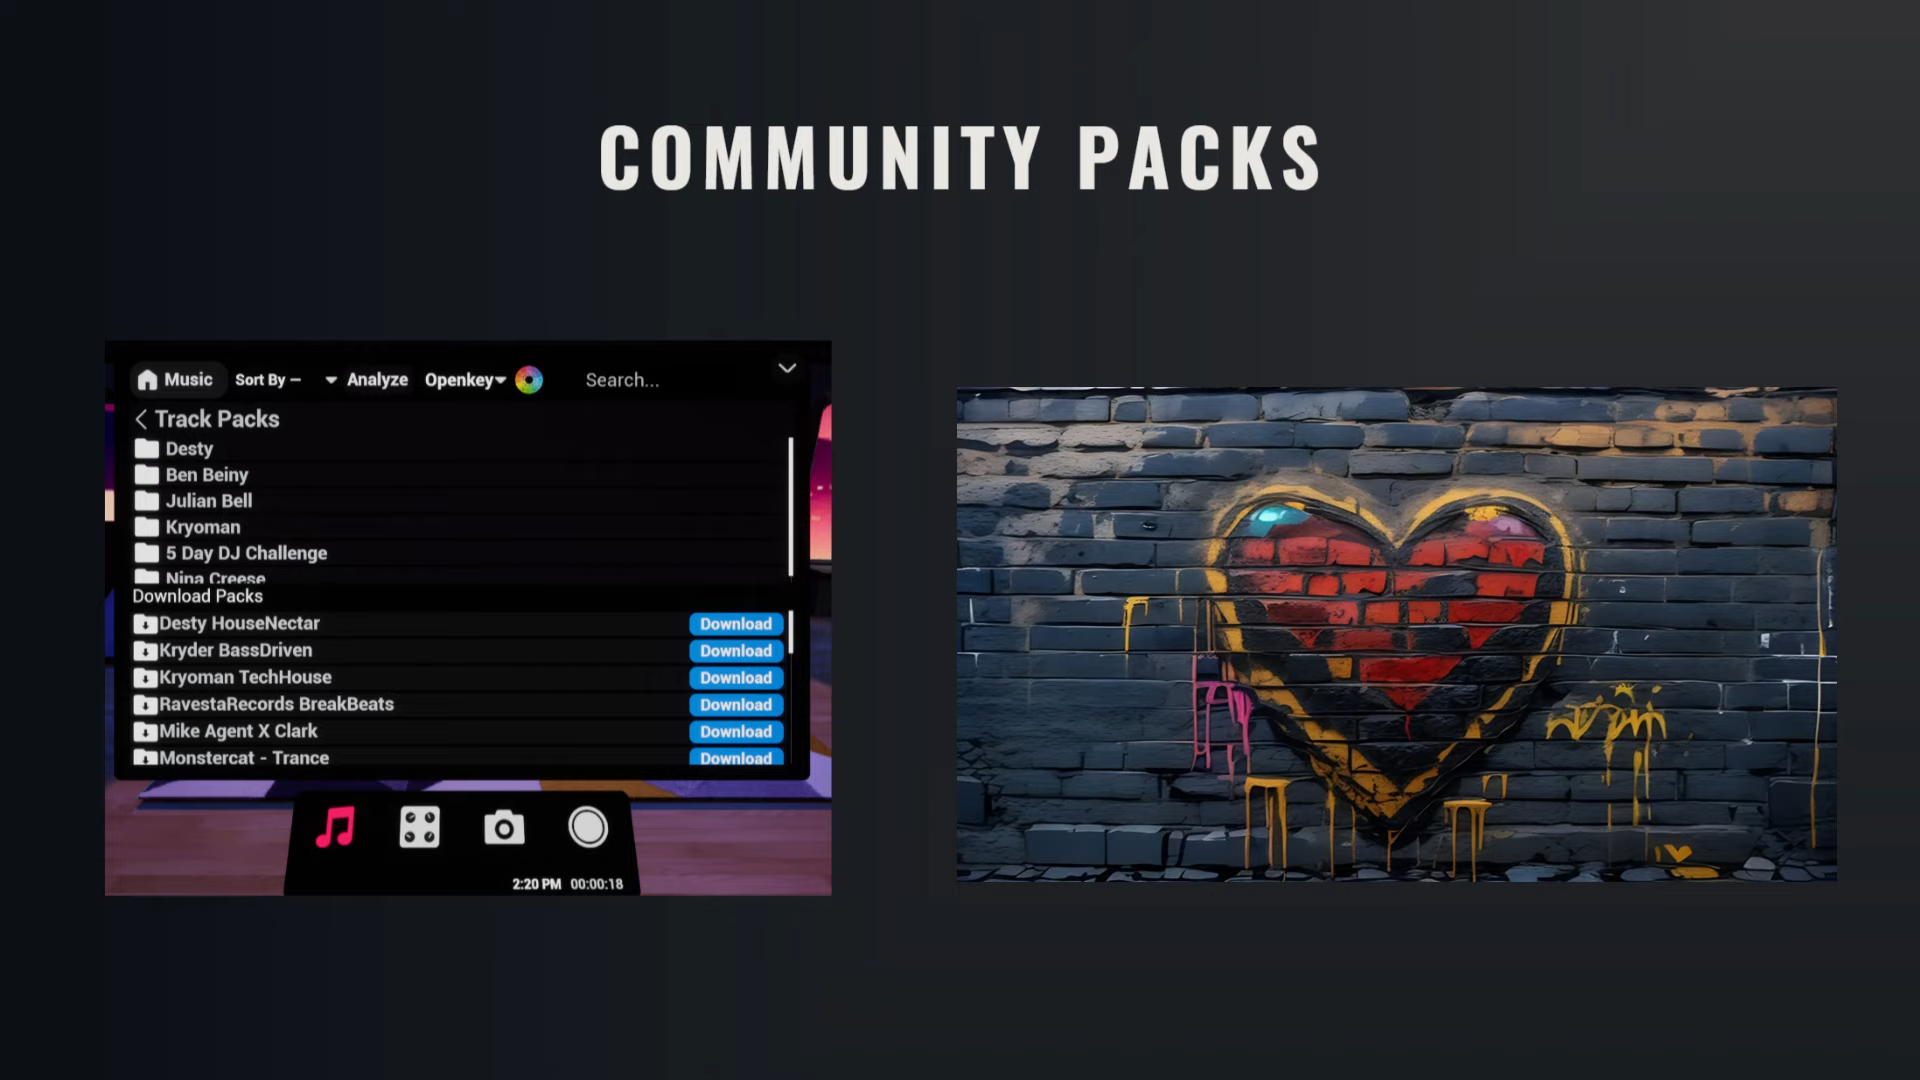 COMMUNITY PACKS
Music Sort By – Analyze Openkey Search...
Track Packs
Desty
Ben Beiny
Julian Bell
Kryoman
5 Day DJ Challenge
Nina Creese
Download Packs
Desty HouseNectar Download
Kryder BassDriven Download
Kryoman TechHouse Download
RavestaRecords BreakBeats Download
Mike Agent X Clark Download
Monstercat - Trance Download
2:20 PM 00:00:18